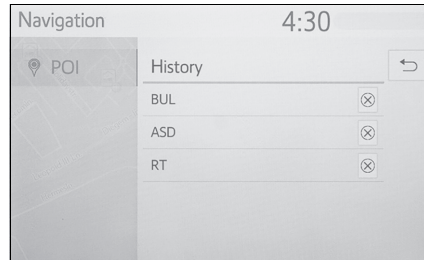 Navigation 4:30
POI
History
BUL
ASD
RT